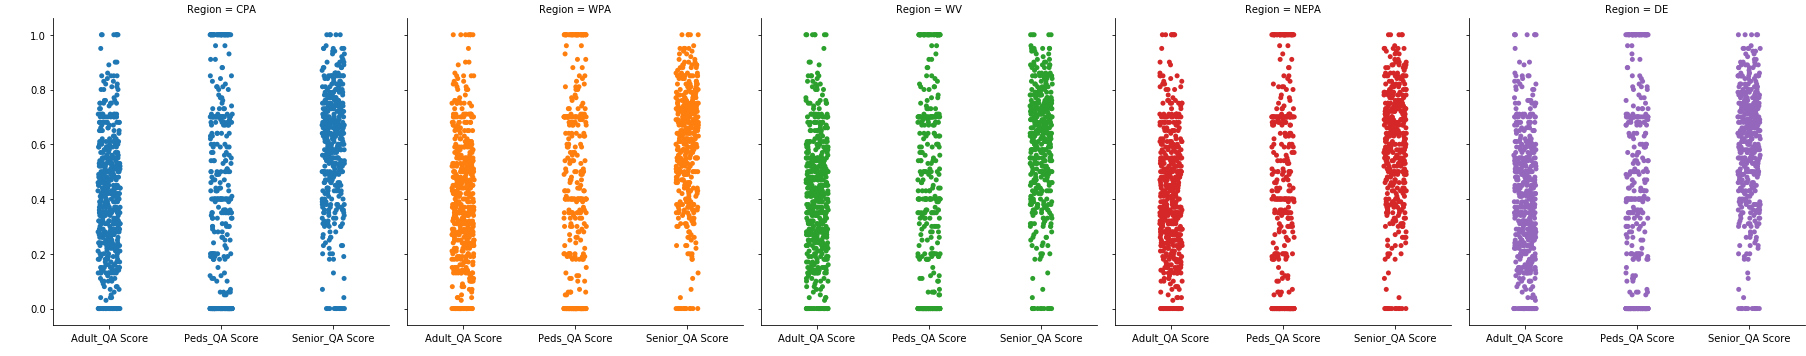 Region = CPA
Region = WPA
Region = WV
Region = NEPA
Region = DE
1.0
0.8
0.6
0.4
0.2
0.0
Adult_QA Score Peds_QA Score Senior_QA Score
Adult_QA Score Peds_QA Score Senior_QA Score
Adult_QA Score Peds_QA Score Senior_QA Score
Adult_QA Score Peds_QA Score Senior_QA Score
Adult_QA Score Peds_QA Score Senior_QA Score